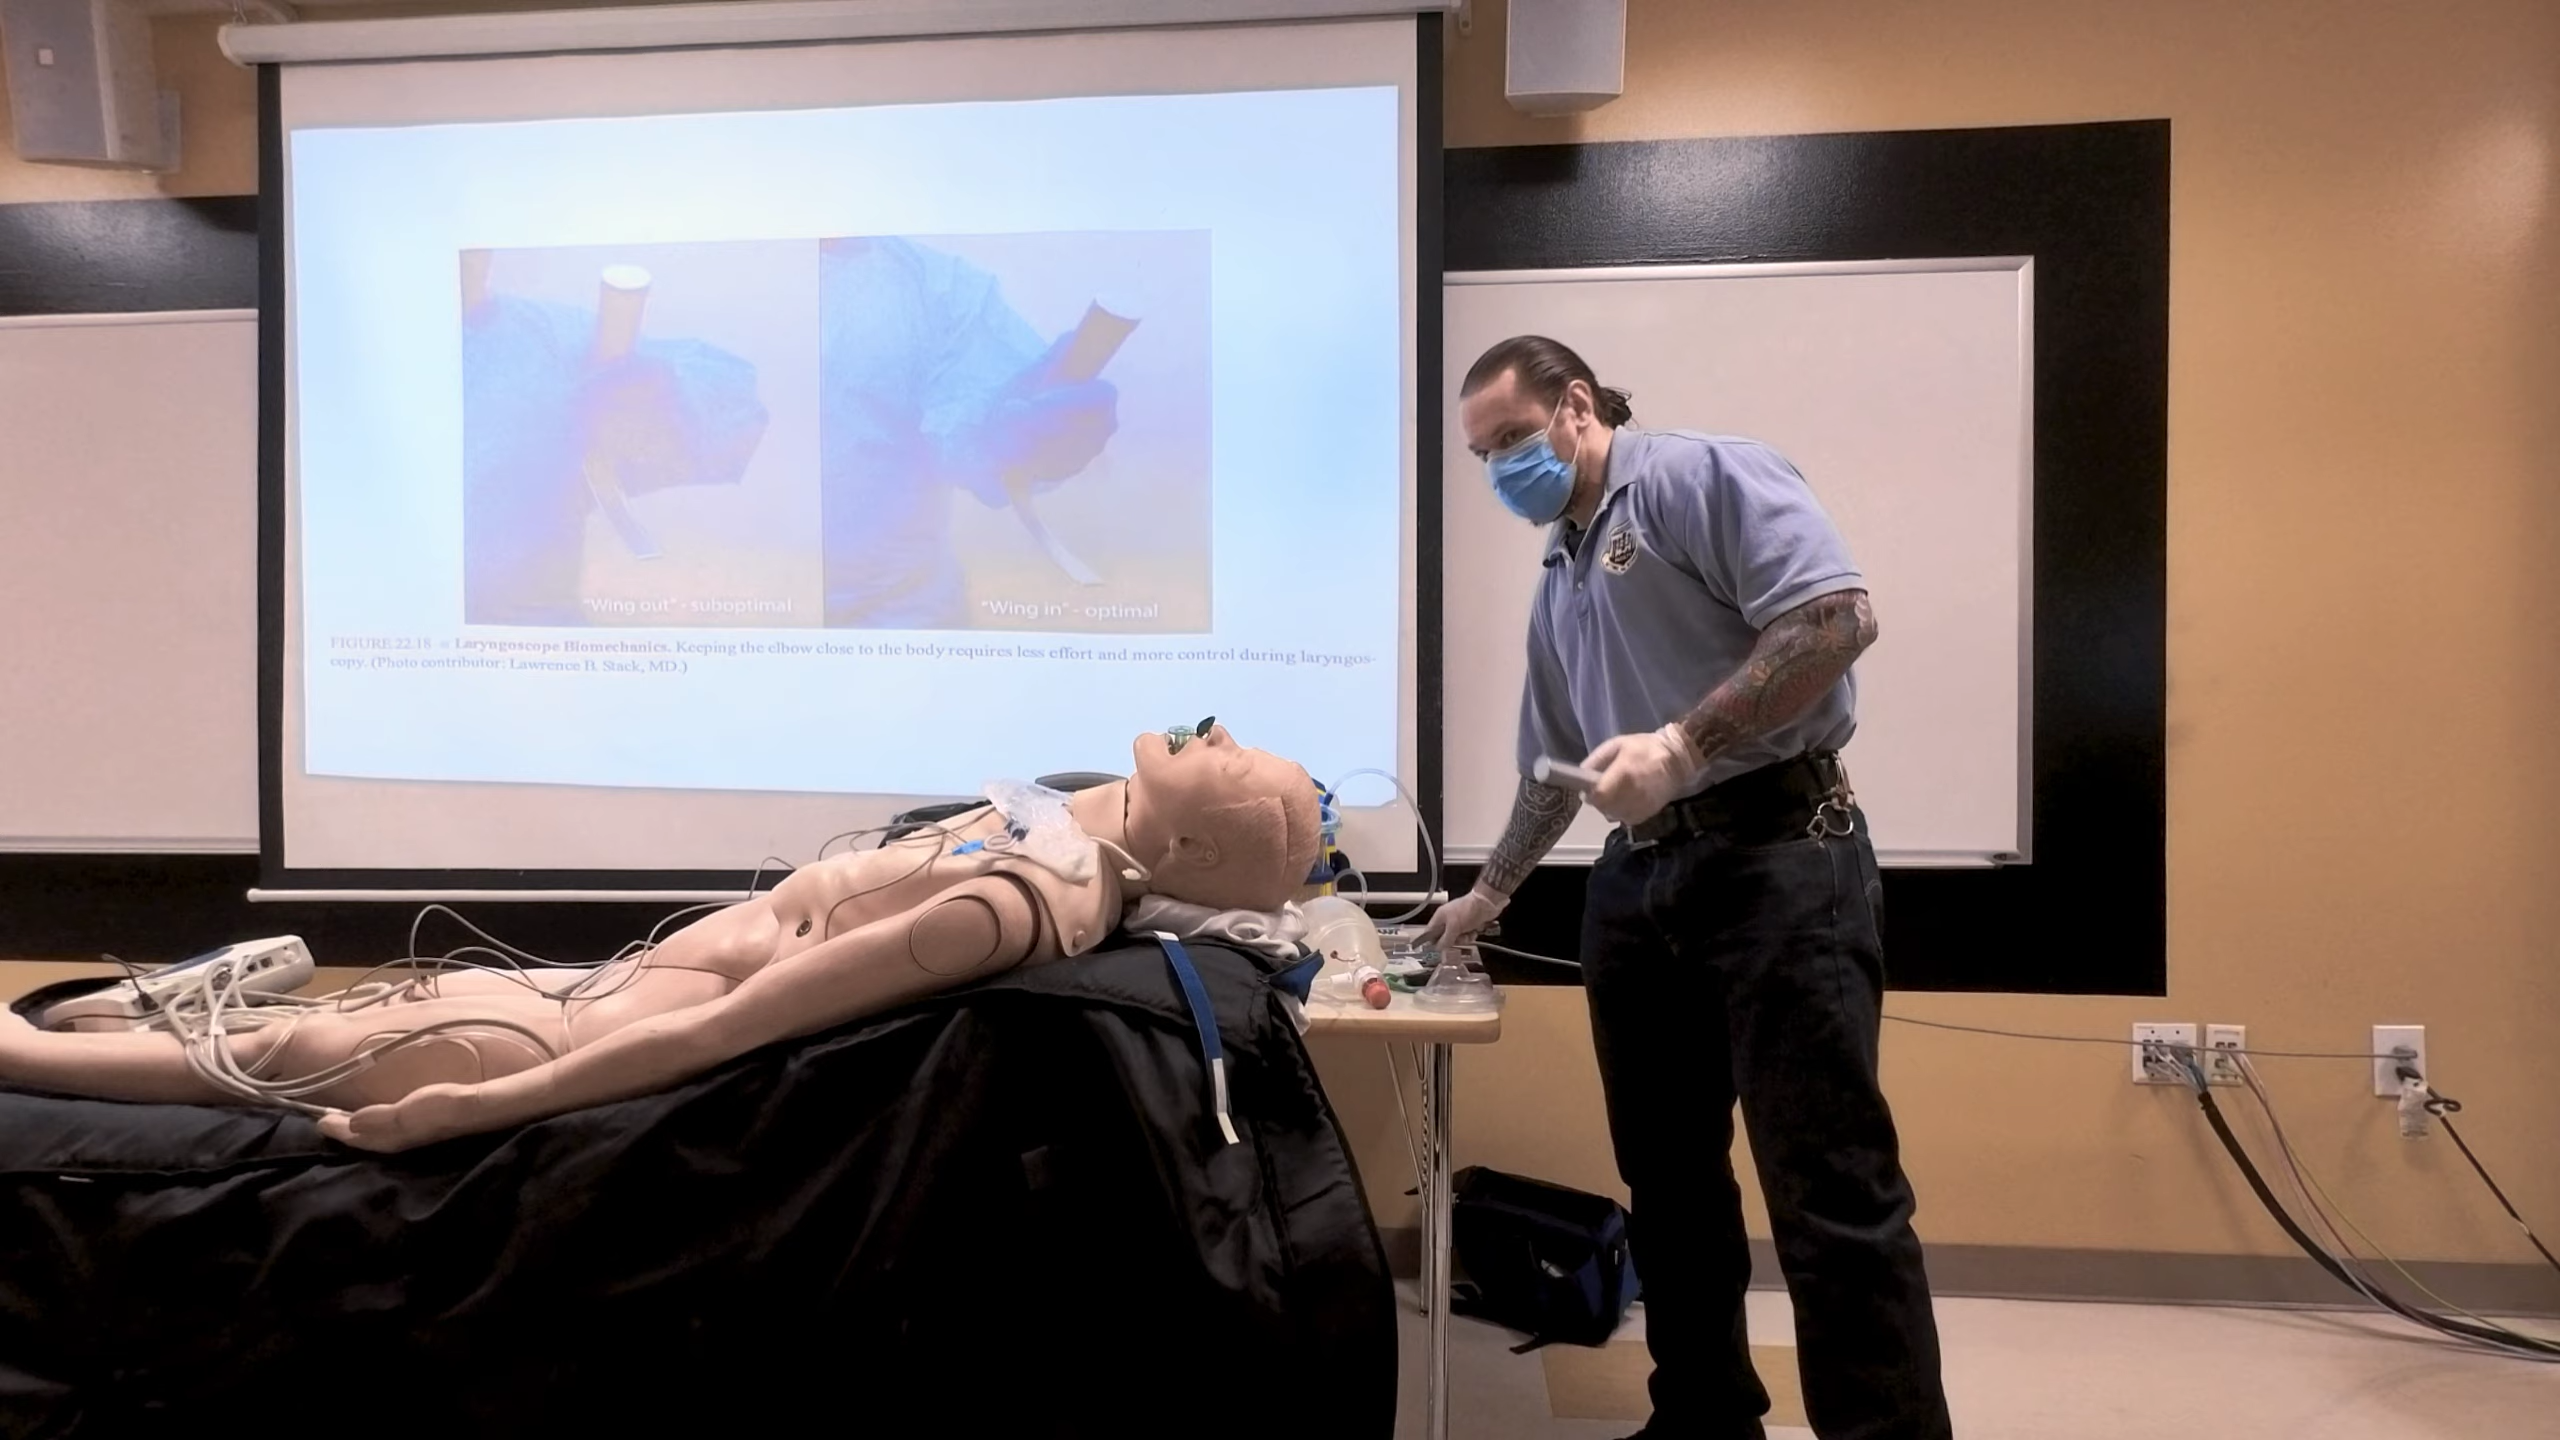 "Wing out" - suboptimal
"Wing in" - optimal
FIGURE 22.18 ■ Laryngoscope Biomechanics. Keeping the elbow close to the body requires less effort and more control during laryngos-
copy. (Photo contributor: Lawrence B. Stack, MD.)